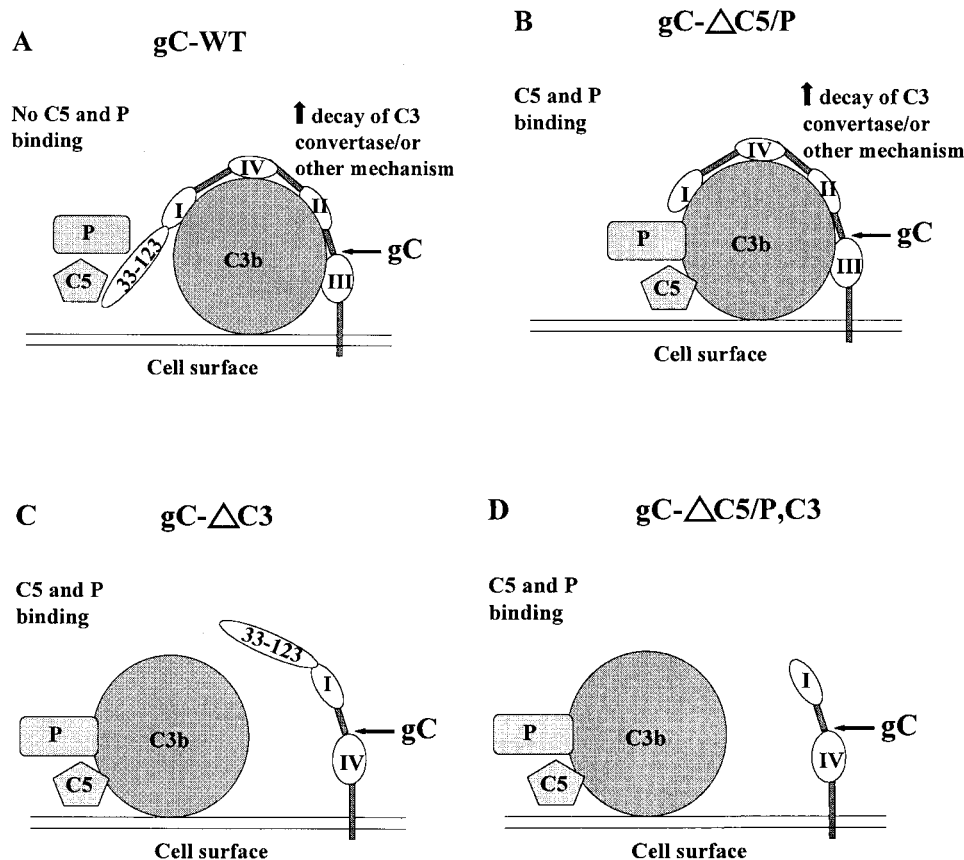 A
gC-WT
No C5 and P
binding
⬆ decay of C3
convertase/or
other mechanism
IV
I
II
P
33-123
C5
C3b
gC
III
Cell surface
B
gC-△C5/P
C5 and P
binding
⬆ decay of C3
convertase/or
other mechanism
IV
I
II
P
C3b
gC
III
C5
Cell surface
C
gC-△C3
C5 and P
binding
33-123
I
P
C3b
gC
IV
C5
Cell surface
D
gC-△C5/P,C3
C5 and P
binding
I
P
C3b
gC
IV
C5
Cell surface